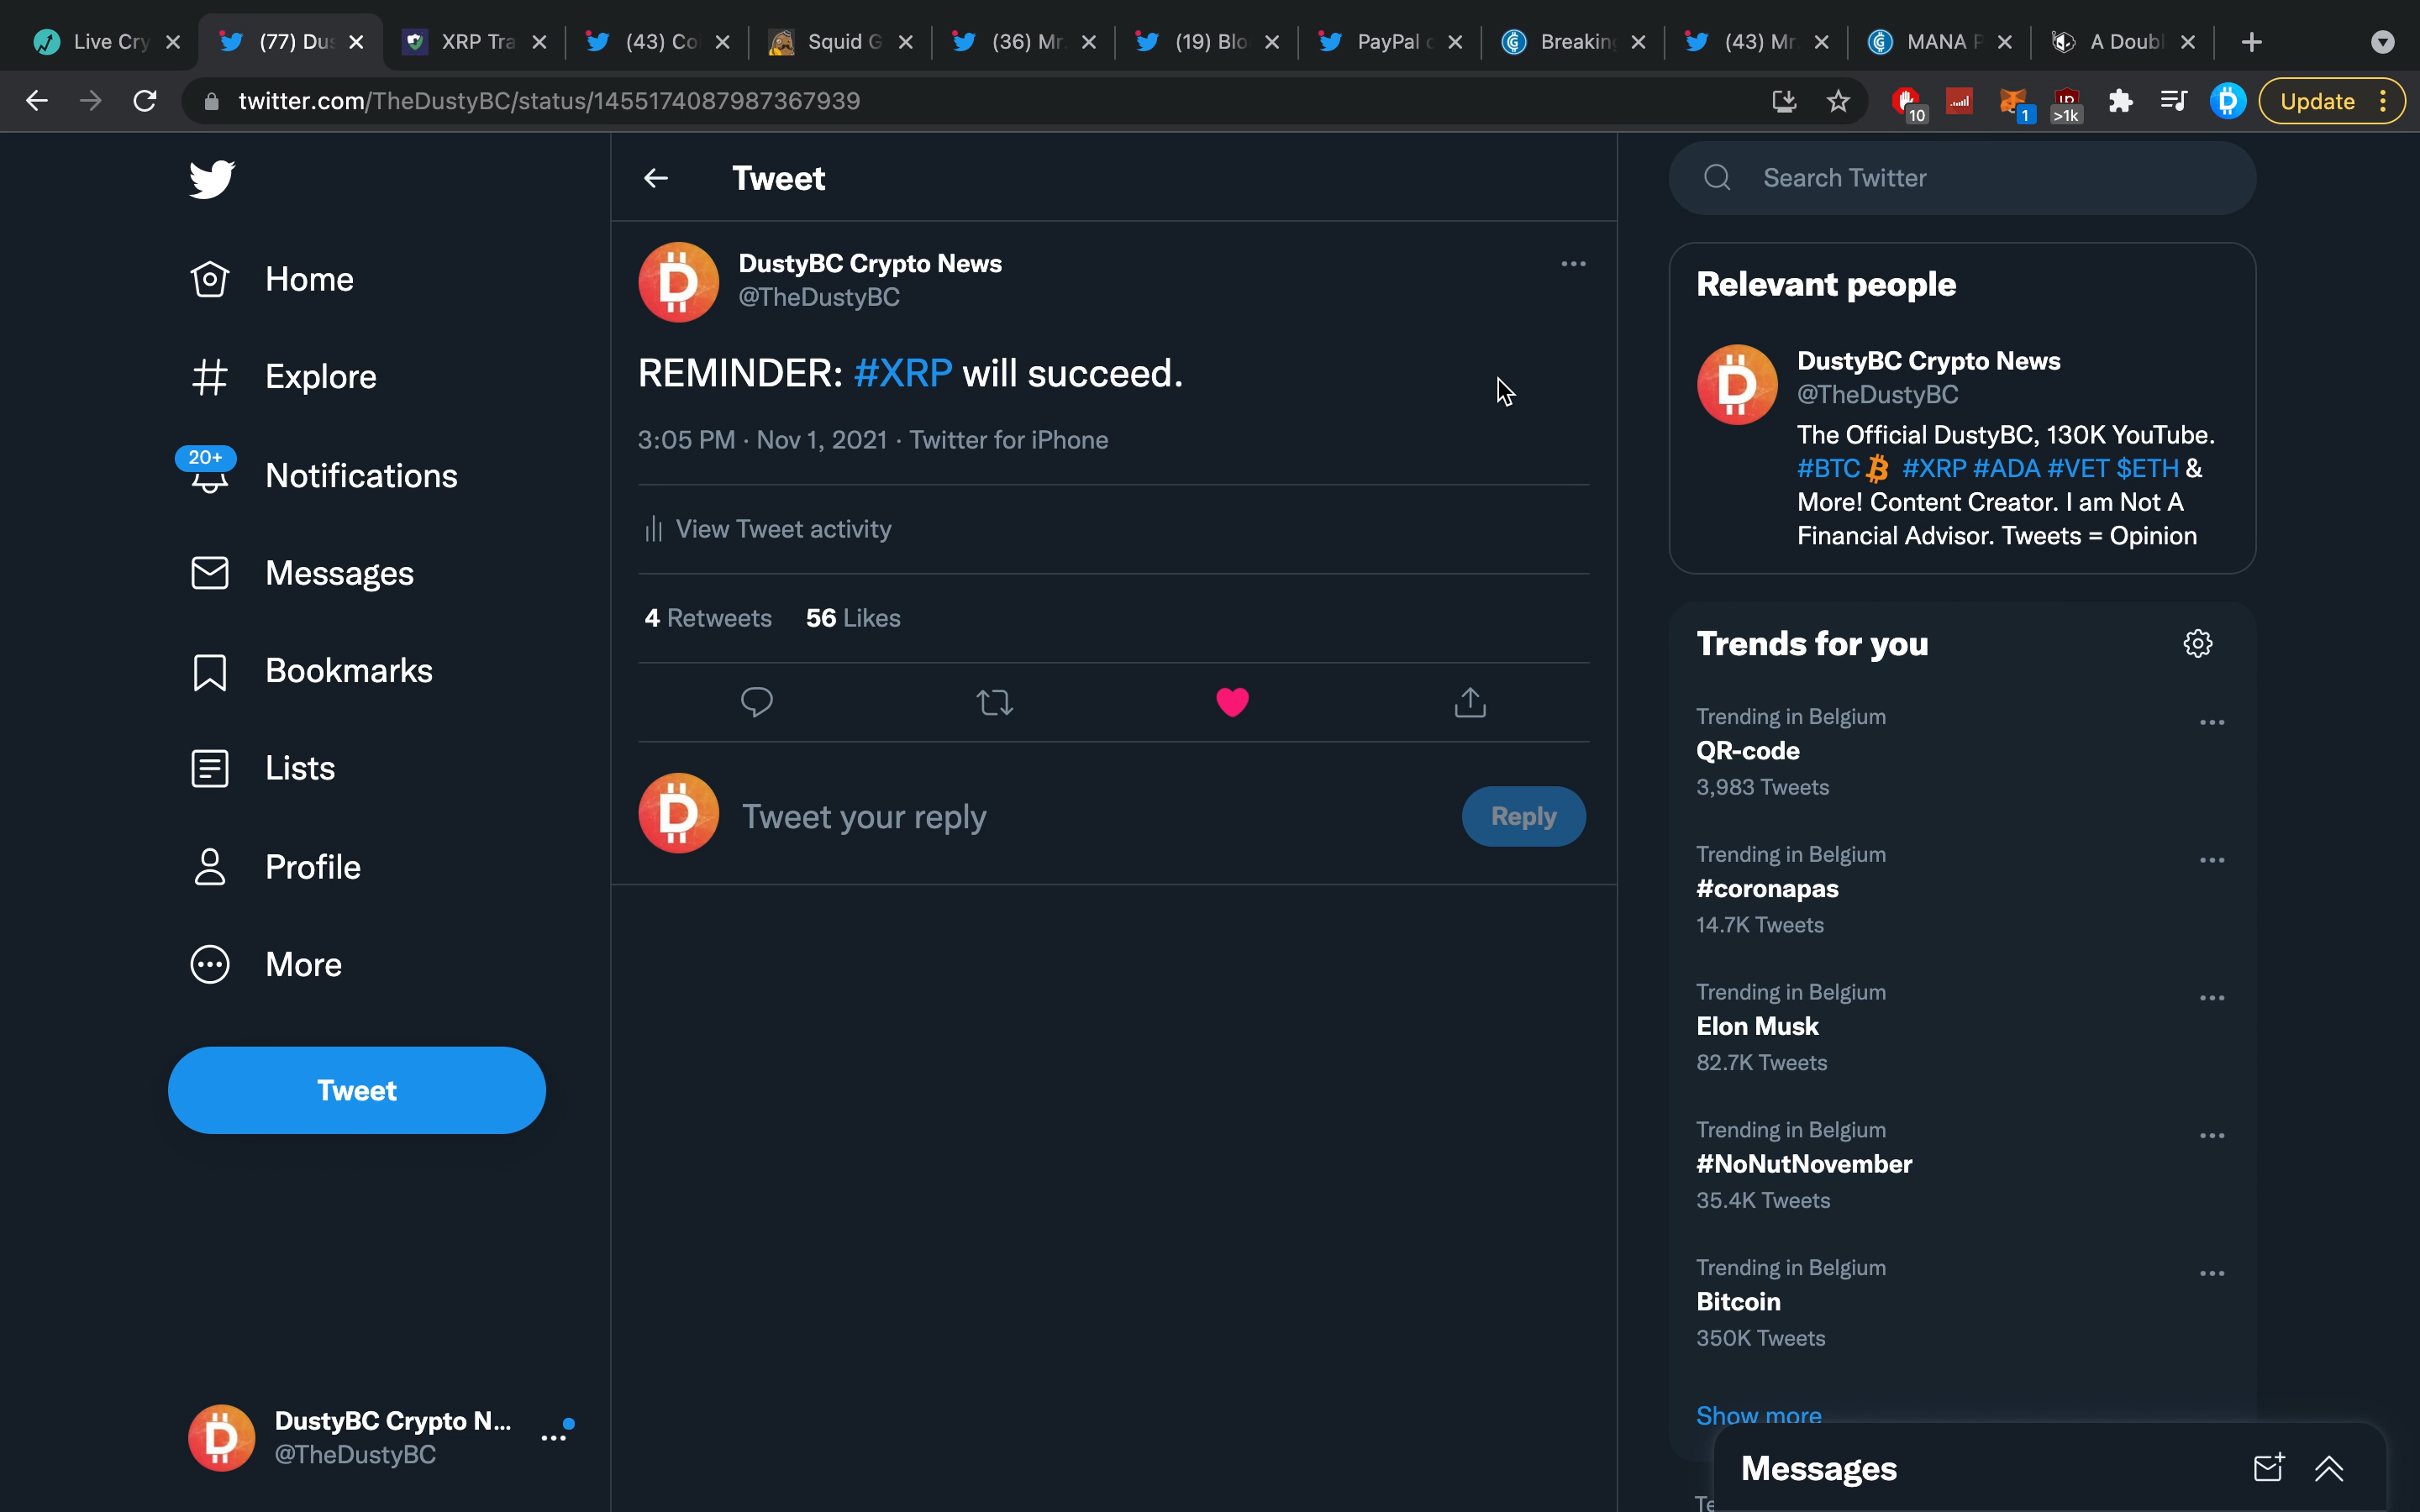 Live Cry
(77) Dus
XRP Tra
(43) Co
Squid G
(36) Mr.
(19) Blo
PayPal
Breaking
(43) Mr
MANA P
A Doubl
twitter.com/TheDustyBC/status/1455174087987367939
10
1
>1k
Update
Home
Explore
20+
Notifications
Messages
Bookmarks
Lists
Profile
More
Tweet
DustyBC Crypto N...
@TheDustyBC
Tweet
DustyBC Crypto News
@TheDustyBC
REMINDER: #XRP will succeed.
3:05 PM · Nov 1, 2021 · Twitter for iPhone
View Tweet activity
4 Retweets 56 Likes
Tweet your reply
Reply
Search Twitter
Relevant people
DustyBC Crypto News
@TheDustyBC
The Official DustyBC, 130K YouTube.
#BTC #XRP #ADA #VET $ETH &
More! Content Creator. I am Not A
Financial Advisor. Tweets = Opinion
Trends for you
Trending in Belgium
QR-code
3,983 Tweets
Trending in Belgium
#coronapas
14.7K Tweets
Trending in Belgium
Elon Musk
82.7K Tweets
Trending in Belgium
#NoNutNovember
35.4K Tweets
Trending in Belgium
Bitcoin
350K Tweets
Show more
Messages